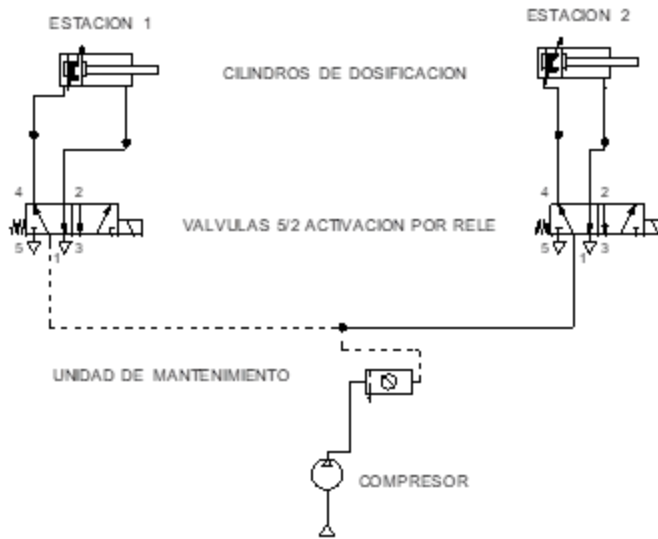 ESTACION 1
ESTACION 2
CILINDROS DE DOSIFICACION
4 2
4 2
VALVULAS 5/2 ACTIVACION POR RELE
5 1 3
5 1 3
UNIDAD DE MANTENIMIENTO
COMPRESOR